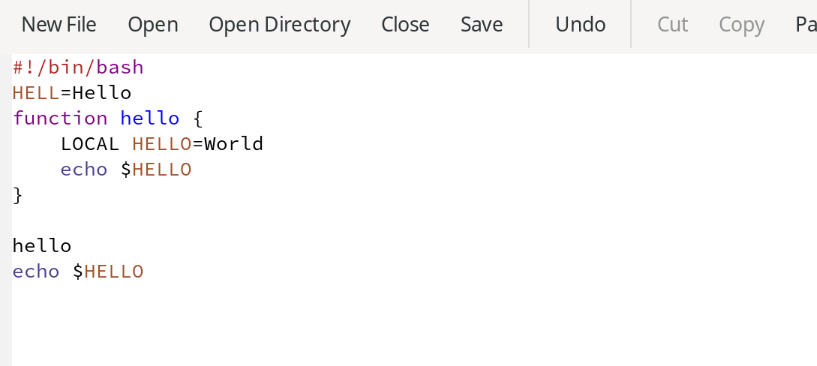 New File Open Open Directory Close Save Undo Cut Copy Pa
#!/bin/bash
HELL=Hello
function hello {
    LOCAL HELLO=World
    echo $HELLO
}

hello
echo $HELLO